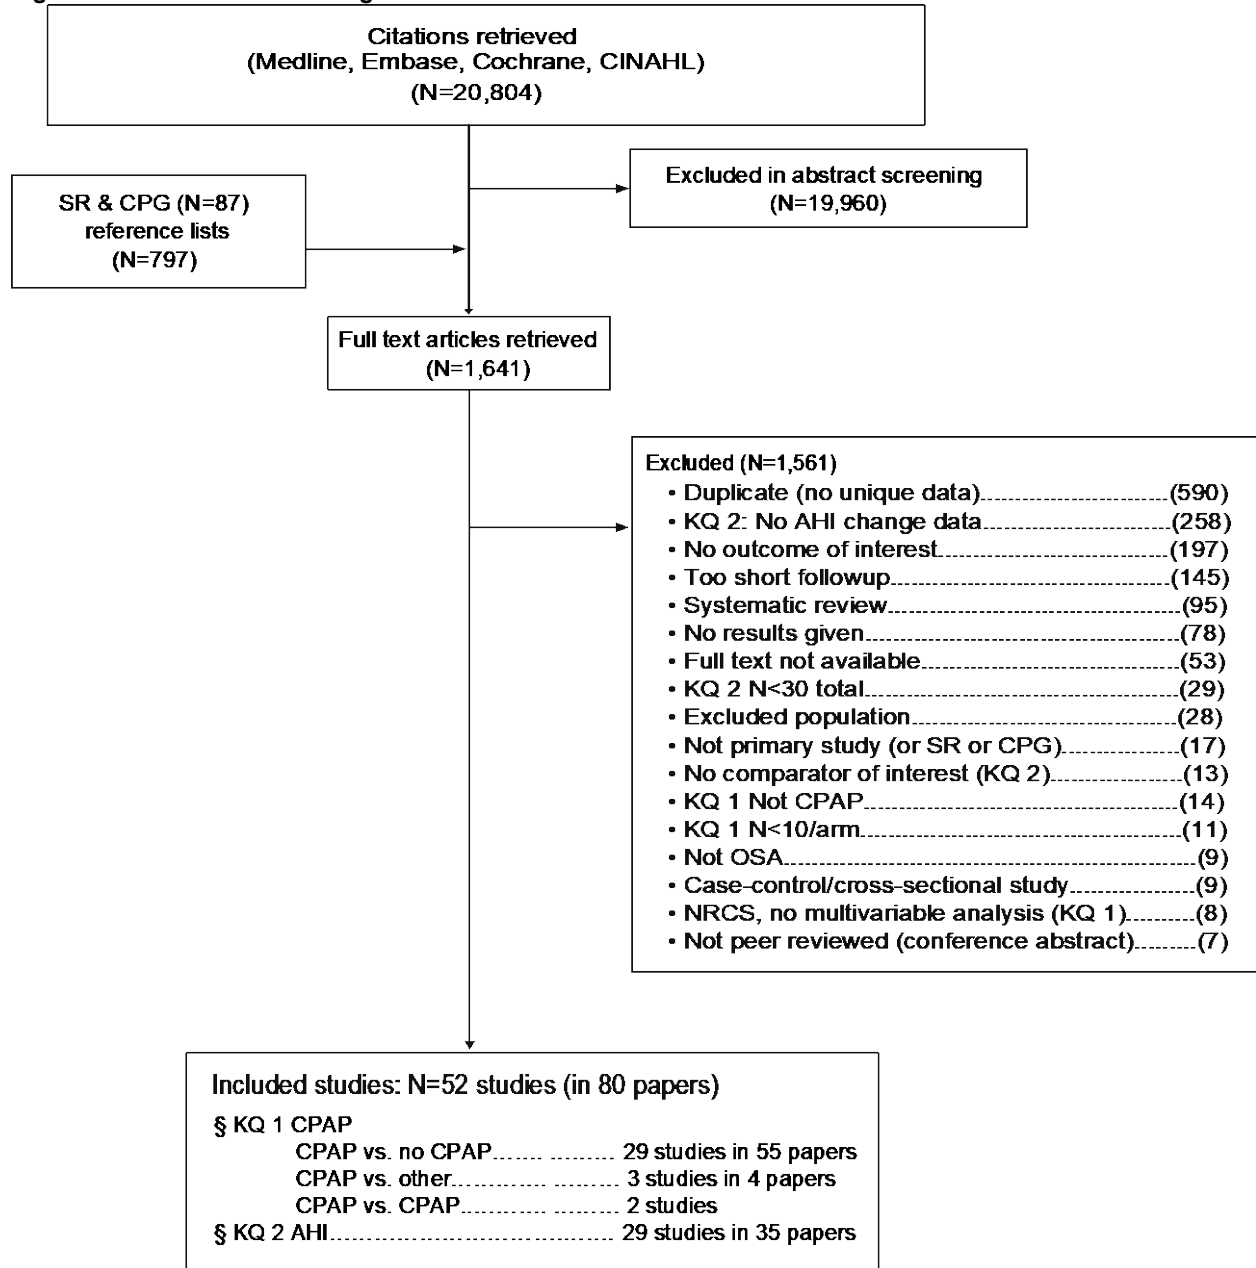 Citations retrieved
(Medline, Embase, Cochrane, CINAHL)
(N=20,804)
Excluded in abstract screening
(N=19,960)
SR & CPG (N=87)
reference lists
(N=797)
Full text articles retrieved
(N=1,641)
Excluded (N=1,561)
• Duplicate (no unique data)..........................(590)
• KQ 2: No AHI change data..........................(258)
• No outcome of interest................................(197)
• Too short followup.......................................(145)
• Systematic review.........................................(95)
• No results given............................................(78)
• Full text not available....................................(53)
• KQ 2 N<30 total............................................(29)
• Excluded population.....................................(28)
• Not primary study (or SR or CPG)................(17)
• No comparator of interest (KQ 2)..................(13)
• KQ 1 Not CPAP............................................(14)
• KQ 1 N<10/arm............................................(11)
• Not OSA..........................................................(9)
• Case-control/cross-sectional study.................(9)
• NRCS, no multivariable analysis (KQ 1).........(8)
• Not peer reviewed (conference abstract)........(7)
Included studies: N=52 studies (in 80 papers)
§ KQ 1 CPAP
CPAP vs. no CPAP....... ......... 29 studies in 55 papers
CPAP vs. other.............. ......... 3 studies in 4 papers
CPAP vs. CPAP............ ......... 2 studies
§ KQ 2 AHI........................................ 29 studies in 35 papers